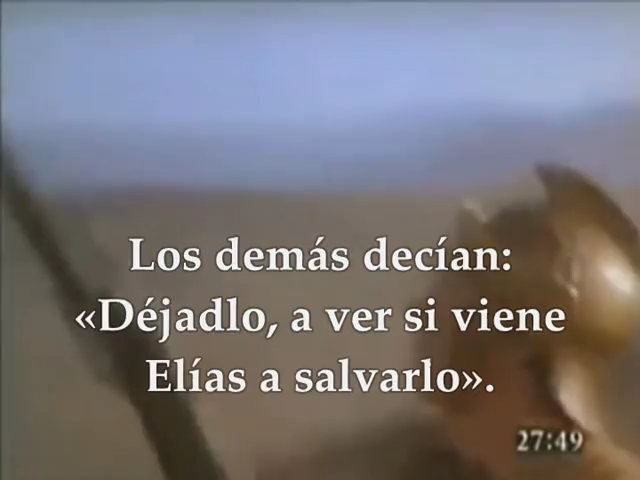 Los demás decían:
«Déjadlo, a ver si viene
Elías a salvarlo».
27:49